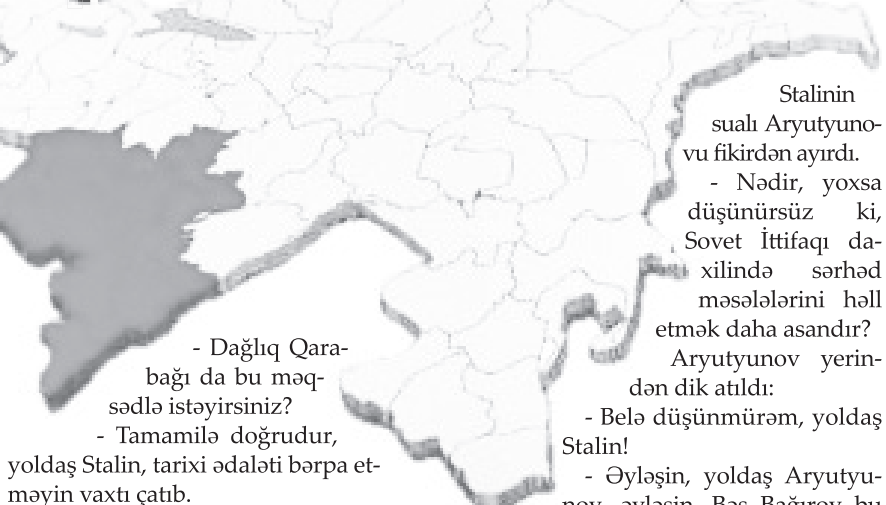 - Dağlıq Qara-
bağı da bu məq-
sədlə istəyirsiniz?
- Tamamilə doğrudur,
yoldaş Stalin, tarixi ədaləti bərpa et-
məyin vaxtı çatıb.
Stalinin
sualı Aryutyuno-
vu fikirdən ayırdı.
- Nədir, yoxsa
düşünürsüz ki,
Sovet İttifaqı da-
xilində sərhəd
məsələlərini həll
etmək daha asandır?
Aryutyunov yerin-
dən dik atıldı:
- Belə düşünmürəm, yoldaş
Stalin!
- Əyləşin, yoldaş Aryutyu-
nov, əyləşin. Bəs Bağırov bu